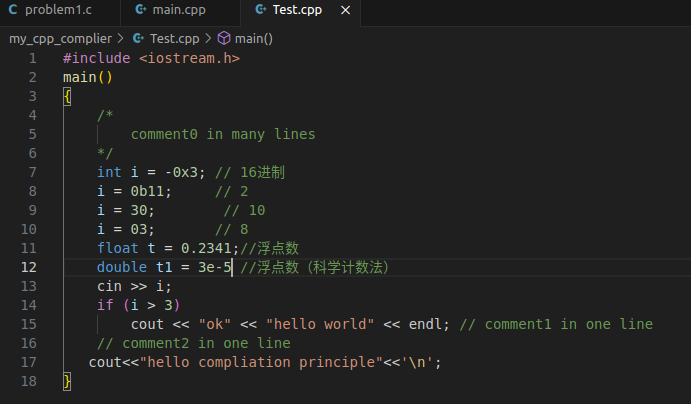 problem1.c main.cpp Test.cpp
my_cpp_complier > Test.cpp > main()
1 #include <iostream.h>
2 main()
3 {
4 /*
5 comment0 in many lines
6 */
7 int i = -0x3; // 16进制
8 i = 0b11; // 2
9 i = 30; // 10
10 i = 03; // 8
11 float t = 0.2341;//浮点数
12 double t1 = 3e-5 //浮点数（科学计数法）
13 cin >> i;
14 if (i > 3)
15 cout << "ok" << "hello world" << endl; // comment1 in one line
16 // comment2 in one line
17 cout<<"hello compliation principle"<<'\n';
18 }